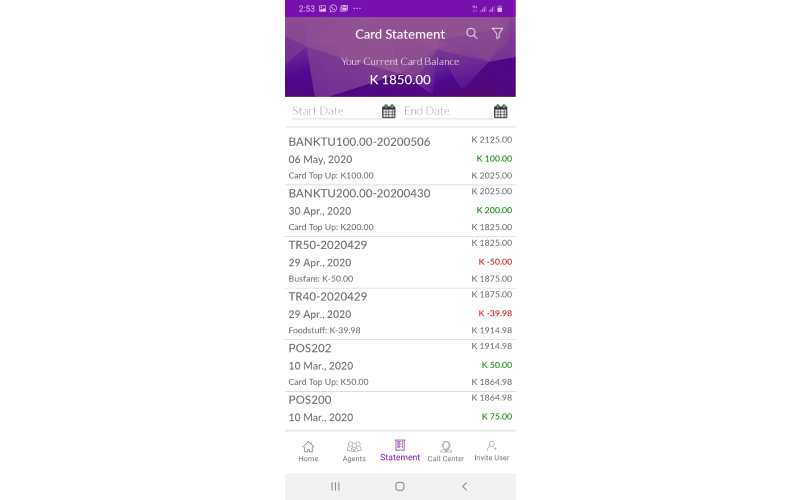 2:53
Card Statement
Your Current Card Balance
K 1850.00
Start Date End Date
BANKTU100.00-20200506 K 2125.00
06 May, 2020 K 100.00
Card Top Up: K100.00 K 2025.00
BANKTU200.00-20200430 K 2025.00
30 Apr., 2020 K 200.00
Card Top Up: K200.00 K 1825.00
TR50-2020429 K 1825.00
29 Apr., 2020 K -50.00
Busfare: K-50.00 K 1875.00
TR40-2020429 K 1875.00
29 Apr., 2020 K -39.98
Foodstuff: K-39.98 K 1914.98
POS202 K 1914.98
10 Mar., 2020 K 50.00
Card Top Up: K50.00 K 1864.98
POS200 K 1864.98
10 Mar., 2020 K 75.00
Home Agents Statement Call Center Invite User